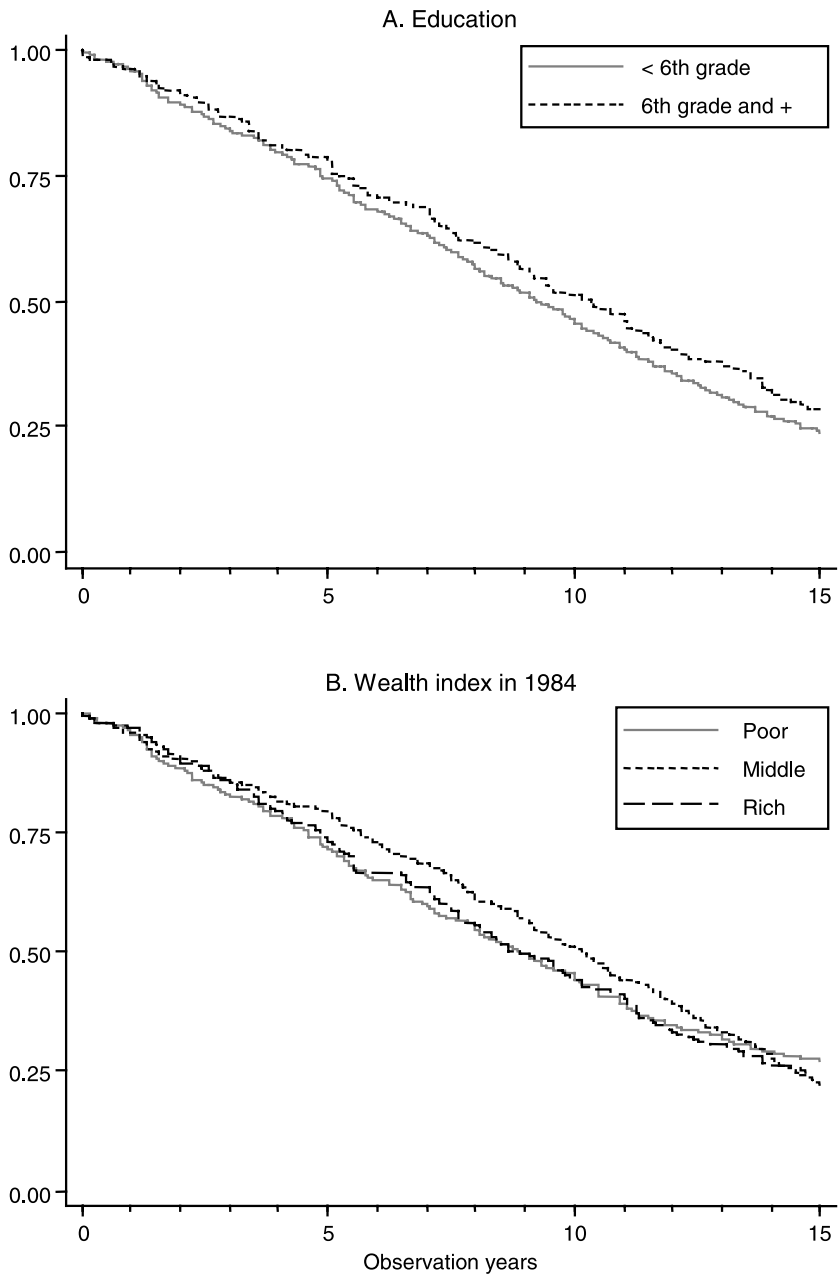 A. Education
1.00
0.75
0.50
0.25
0.00
< 6th grade
6th grade and +
0 5 10 15
B. Wealth index in 1984
1.00
0.75
0.50
0.25
0.00
Poor
Middle
Rich
0 5 10 15
Observation years